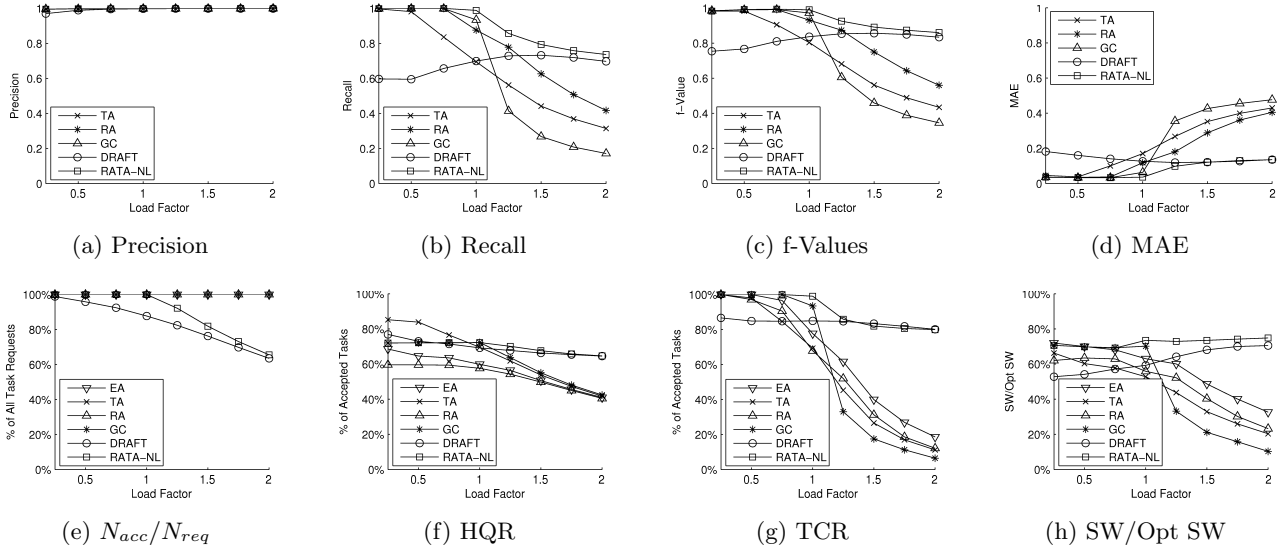 Precision
1
0.8
0.6
0.4
0.2
0
TA
RA
GC
DRAFT
RATA-NL
0.5
1
1.5
2
Load Factor
(a) Precision
Recall
1
0.8
0.6
0.4
0.2
0
TA
RA
GC
DRAFT
RATA-NL
0.5
1
1.5
2
Load Factor
(b) Recall
f-Value
1
0.8
0.6
0.4
0.2
0
TA
RA
GC
DRAFT
RATA-NL
0.5
1
1.5
2
Load Factor
(c) f-Values
MAE
1
0.8
0.6
0.4
0.2
0
TA
RA
GC
DRAFT
RATA-NL
0.5
1
1.5
2
Load Factor
(d) MAE
% of All Task Requests
100%
80%
60%
40%
20%
0%
EA
TA
RA
GC
DRAFT
RATA-NL
0.5
1
1.5
2
Load Factor
(e) N_acc/N_req
% of Accepted Tasks
100%
80%
60%
40%
20%
0%
EA
TA
RA
GC
DRAFT
RATA-NL
0.5
1
1.5
2
Load Factor
(f) HQR
% of Accepted Tasks
100%
80%
60%
40%
20%
0%
EA
TA
RA
GC
DRAFT
RATA-NL
0.5
1
1.5
2
Load Factor
(g) TCR
SW/Opt SW
100%
80%
60%
40%
20%
0%
EA
TA
RA
GC
DRAFT
RATA-NL
0.5
1
1.5
2
Load Factor
(h) SW/Opt SW